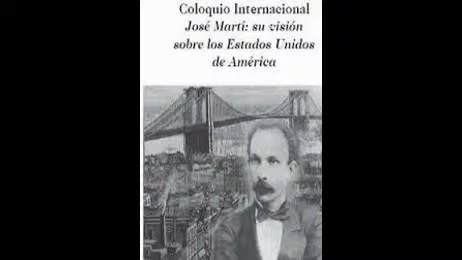 Coloquio Internacional
José Martí: su visión
sobre los Estados Unidos
de América